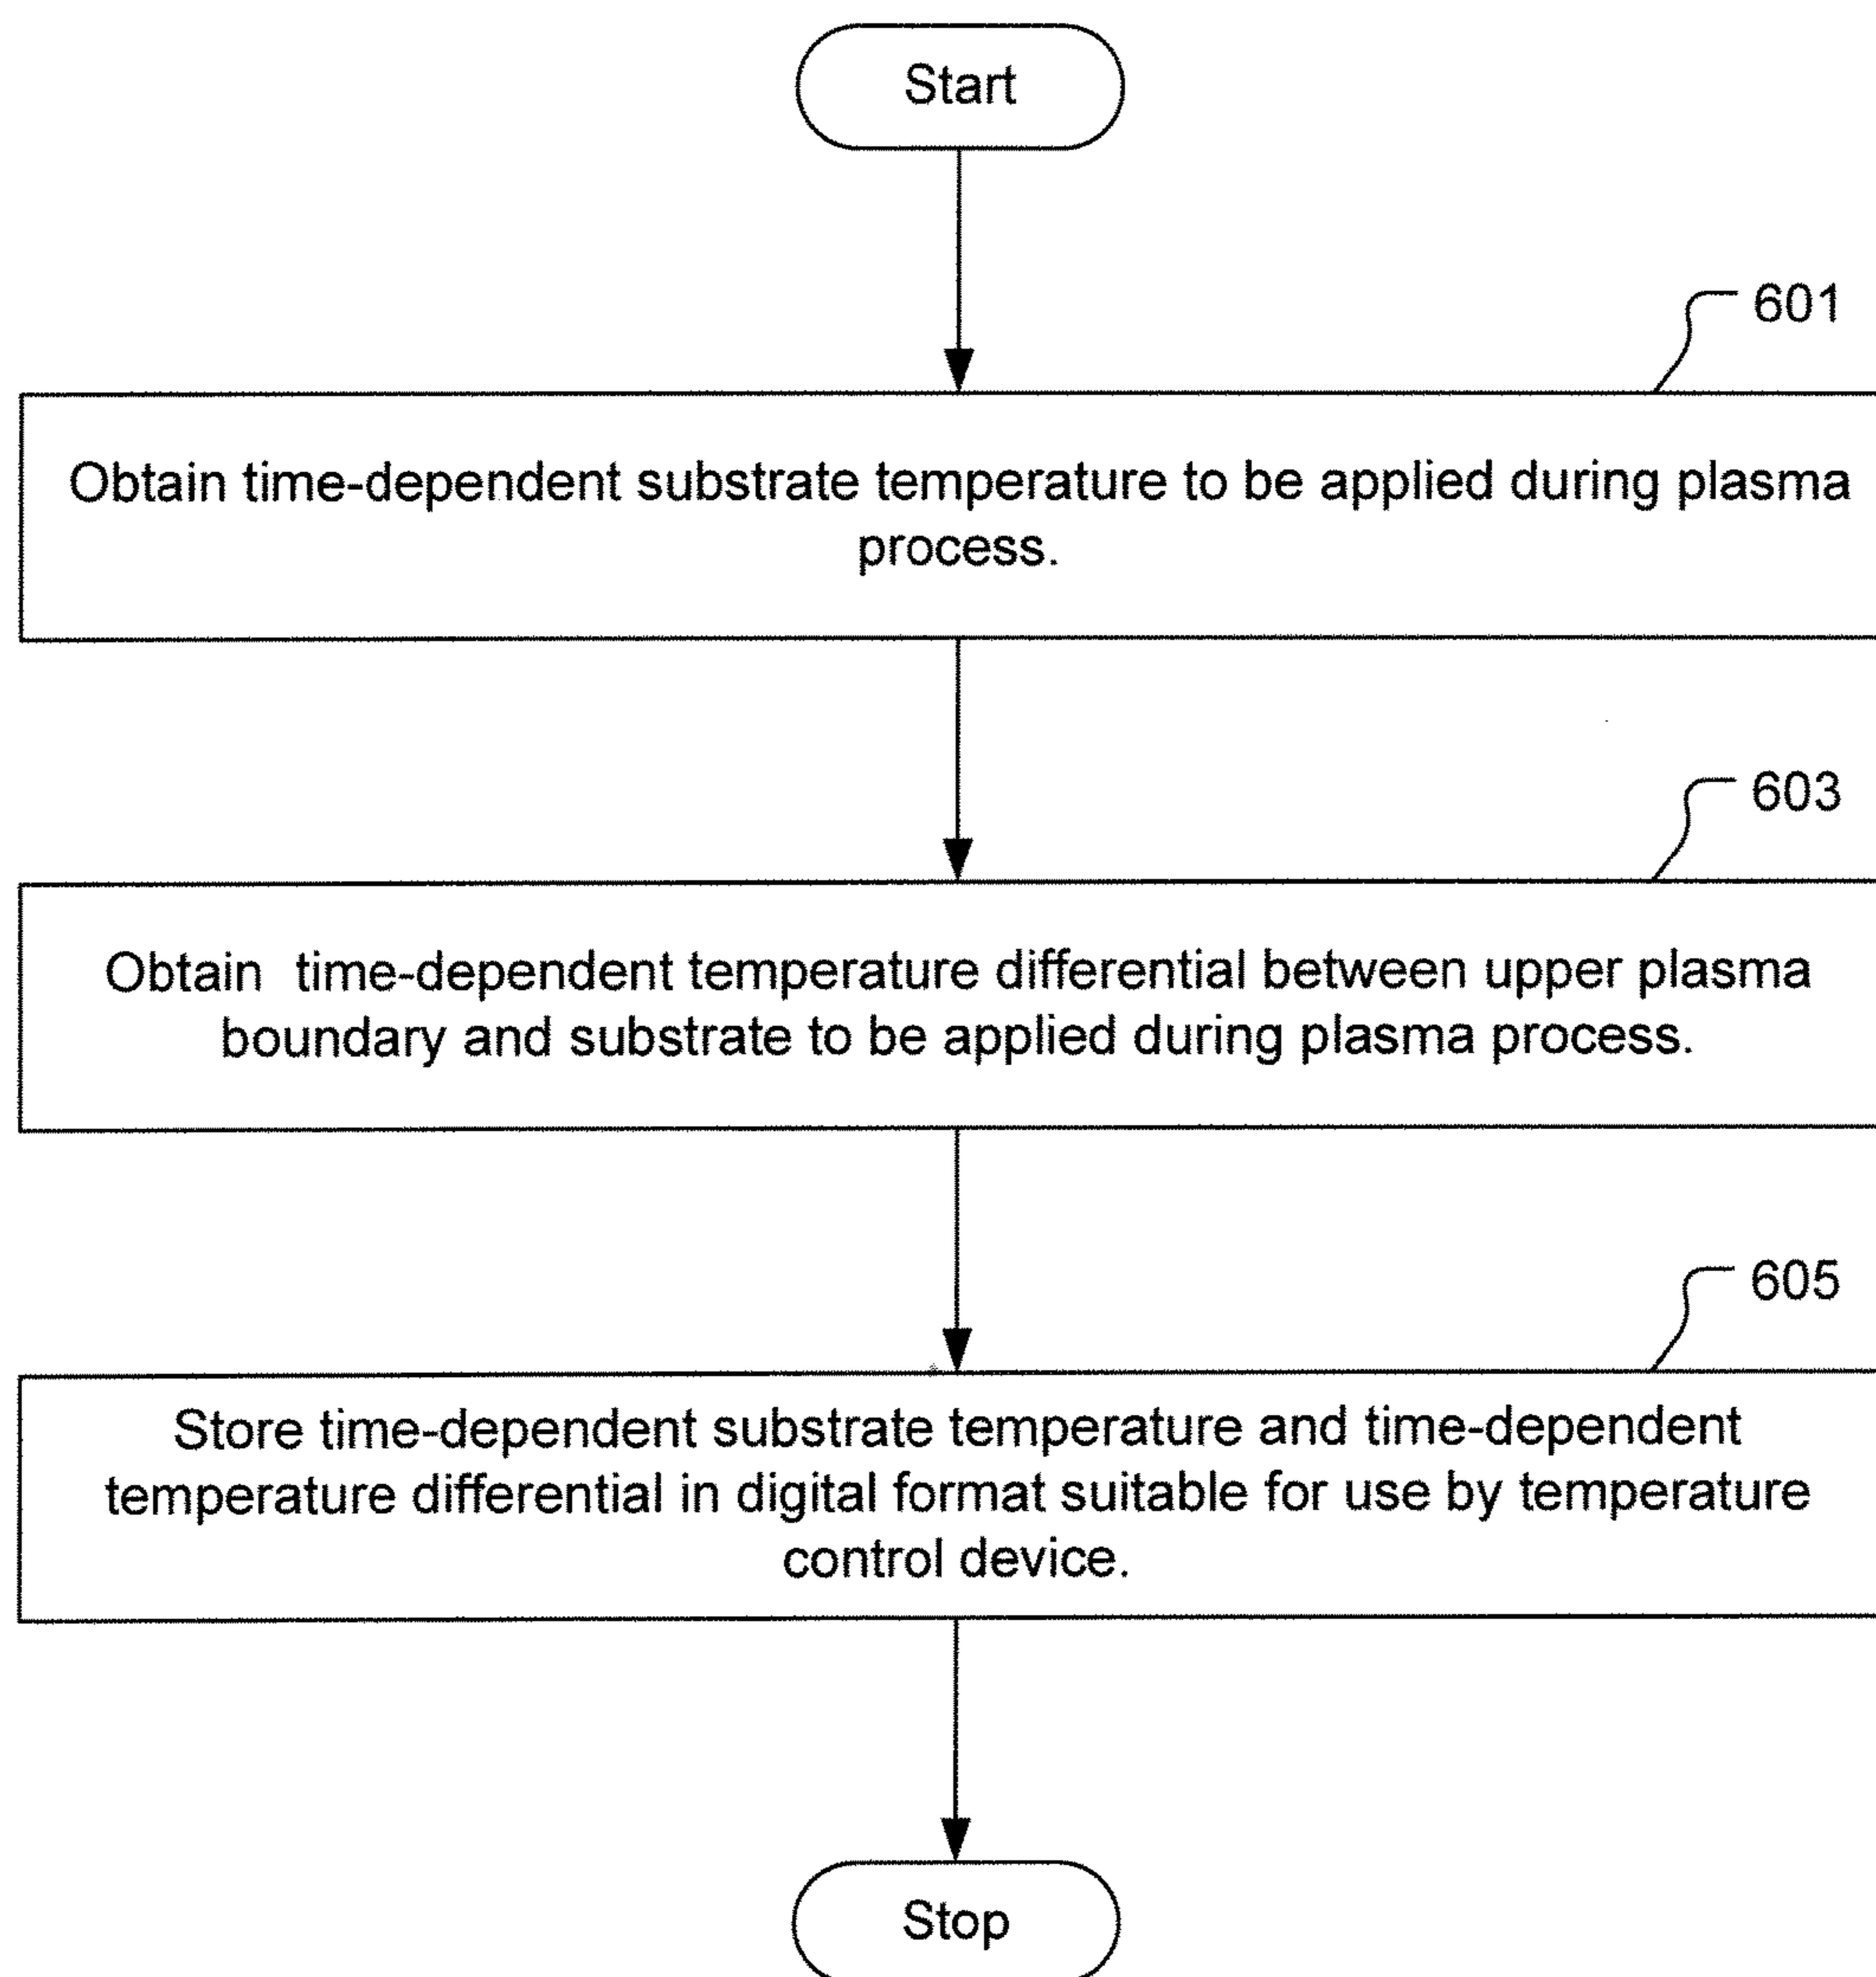 Start
601
Obtain time-dependent substrate temperature to be applied during plasma
process.
603
Obtain  time-dependent temperature differential between upper plasma
boundary and substrate to be applied during plasma process.
605
Store time-dependent substrate temperature and time-dependent
temperature differential in digital format suitable for use by temperature
control device.
Stop